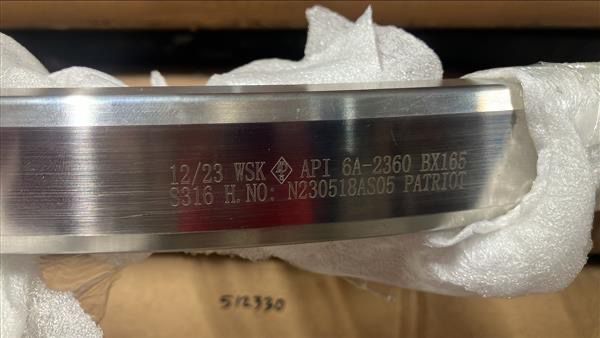 12/23 WSK API 6A-2360 BX165
S316 H.NO: N230518AS05 PATRIOT
512330